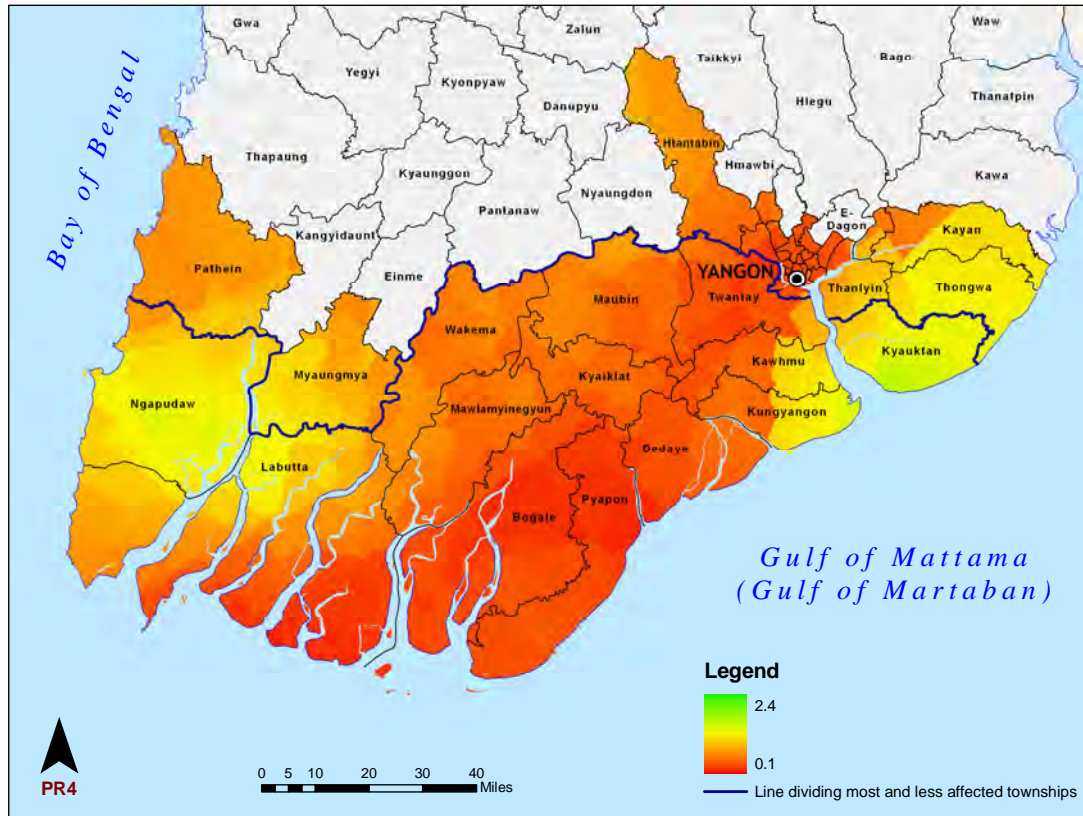 Gwa
Zalun
Waw
Taikkyi
Bago
Yegyi
Kyonpyaw
Hlegu
Thanatpin
Danupyu
Htantabin
Thapaung
Hmawbi
Kyaunggon
Nyaungdon
Kawa
Pantanaw
E-
Dagon
Kangyidaunt
Kayan
Einme
Pathein
YANGON
Maubin
Thanlyin
Thongwa
Twantay
Wakema
Kyauktan
Kawhmu
Myaungmya
Kyaiklat
Ngapudaw
Mawlamyinegyun
Kungyangon
Dedaye
Labutta
Pyapon
Bogale
Bay of Bengal
Gulf of Mattama
(Gulf of Martaban)
Legend
2.4
0.1
Line dividing most and less affected townships
PR4
0 5 10 20 30 40
Miles